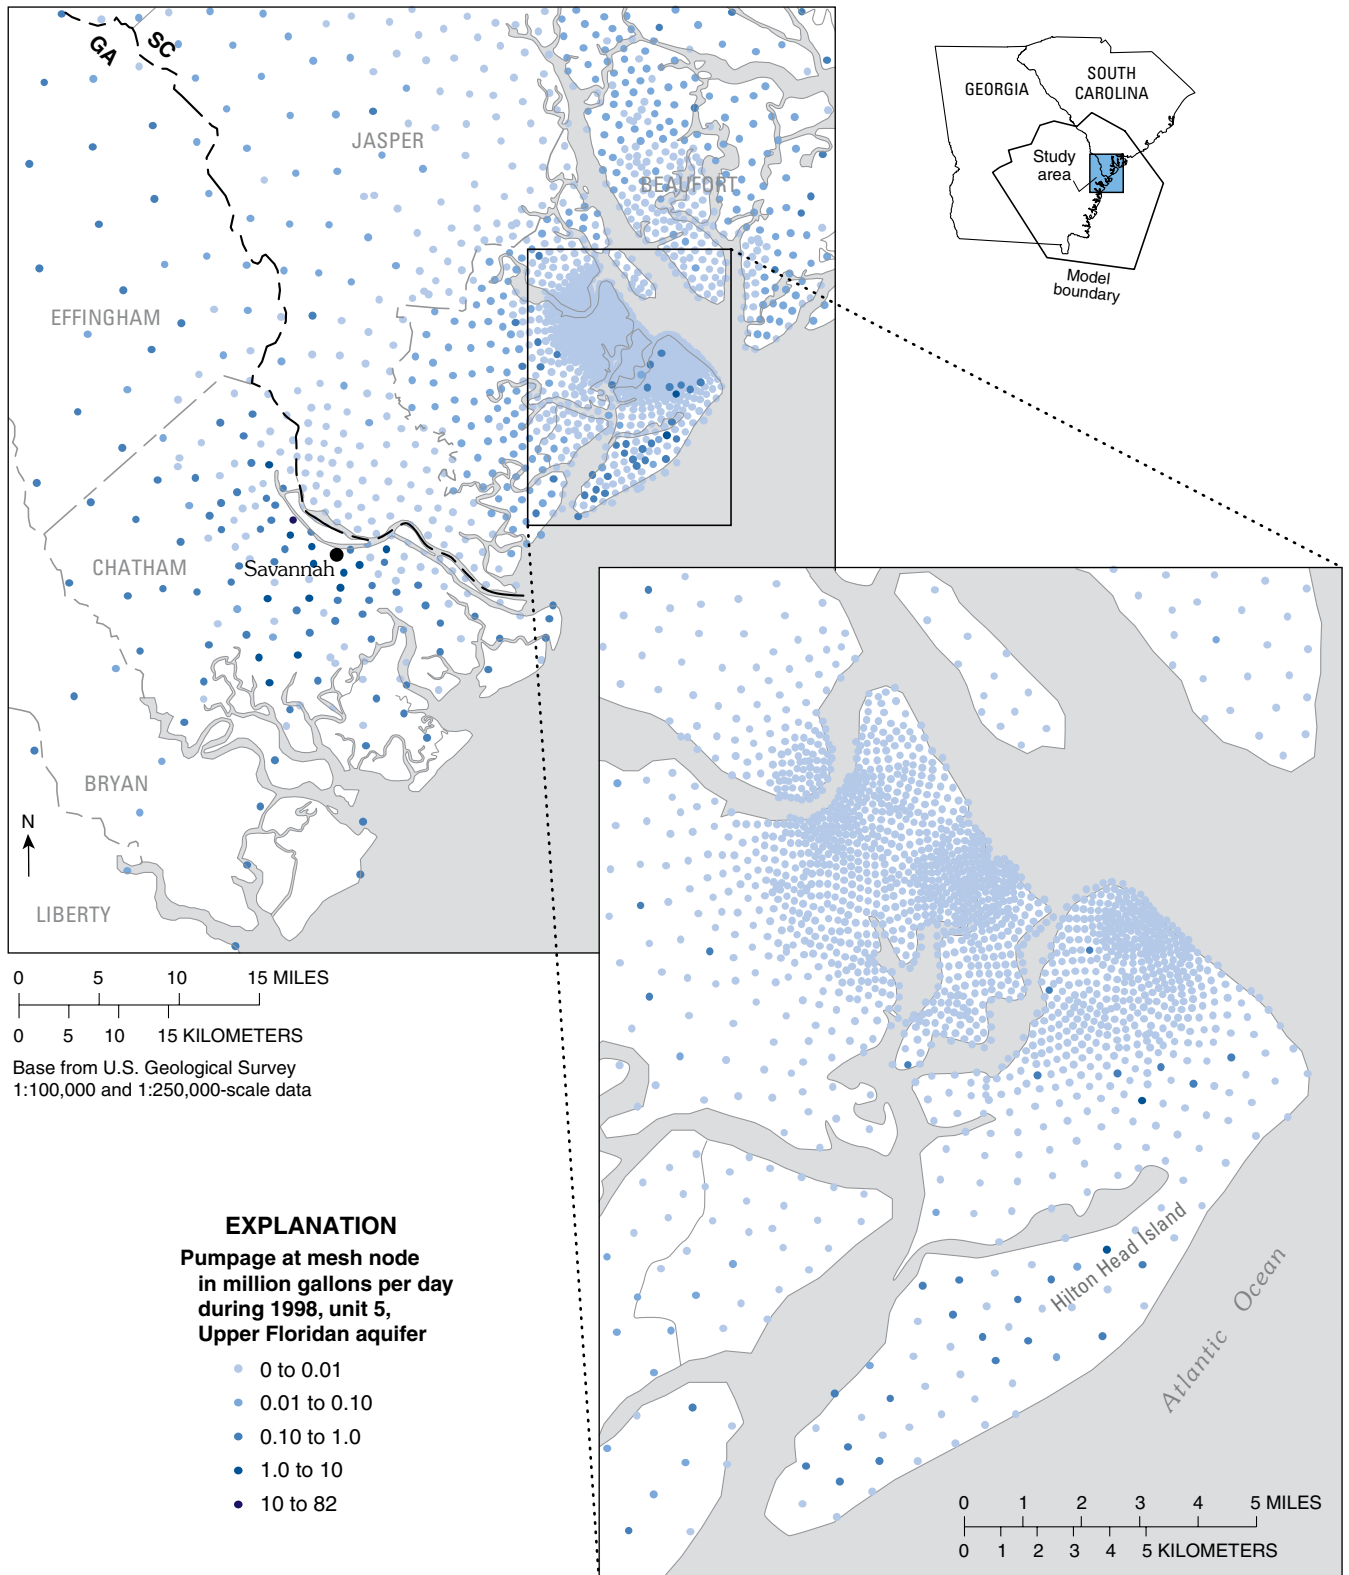 GA
SC
JASPER
BEAUFORT
EFFINGHAM
CHATHAM
Savannah
BRYAN
N
LIBERTY
GEORGIA
SOUTH
CAROLINA
Study
area
Model
boundary
0 5 10 15 MILES
0 5 10 15 KILOMETERS
Base from U.S. Geological Survey
1:100,000 and 1:250,000-scale data
EXPLANATION
Pumpage at mesh node
in million gallons per day
during 1998, unit 5,
Upper Floridan aquifer
0 to 0.01
0.01 to 0.10
0.10 to 1.0
1.0 to 10
10 to 82
Hilton Head Island
Atlantic Ocean
0 1 2 3 4 5 MILES
0 1 2 3 4 5 KILOMETERS